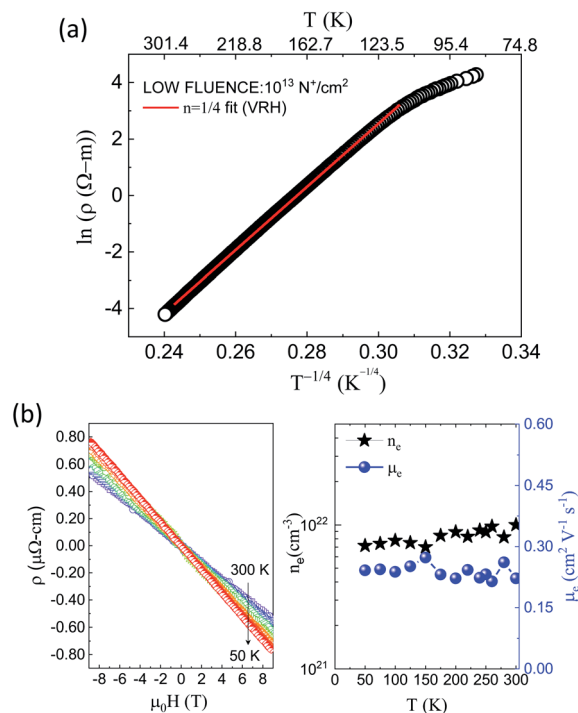 (a)
T (K)
301.4 218.8 162.7 123.5 95.4 74.8
4
2
0
-2
-4
ln (ρ (Ω−m))
LOW FLUENCE:10¹³ N⁺/cm²
n=1/4 fit (VRH)
0.24 0.26 0.28 0.30 0.32 0.34
T⁻¹/⁴ (K⁻¹/⁴)
(b)
0.80
0.60
0.40
0.20
0.00
-0.20
-0.40
-0.60
-0.80
ρ (μΩ-cm)
300 K
50 K
-8 -6 -4 -2 0 2 4 6 8
μ₀H (T)
10²²
10²¹
nₑ(cm⁻³)
nₑ
μₑ
0.60
0.45
0.30
0.15
0.00
μₑ (cm² V⁻¹ s⁻¹)
0 50 100 150 200 250 300
T (K)